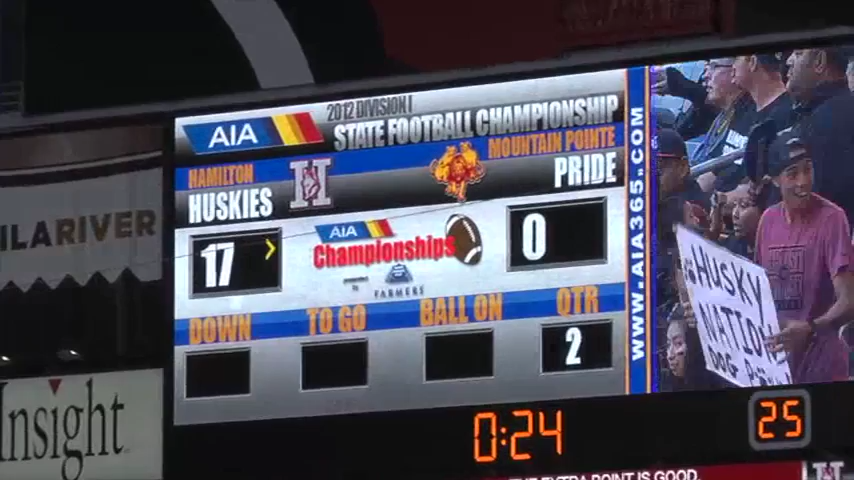 2012 DIVISION I
STATE FOOTBALL CHAMPIONSHIP
AIA
HAMILTON
HUSKIES
H
MOUNTAIN POINTE
PRIDE
17
0
AIA
Championships
presented by
FARMERS
DOWN
TO GO
BALL ON
QTR
2
WWW.AIA365.COM
HUSKY
NATION
DOG
ILARIVER
Insight
0:24
25
THE EXTRA POINT IS GOOD.
H